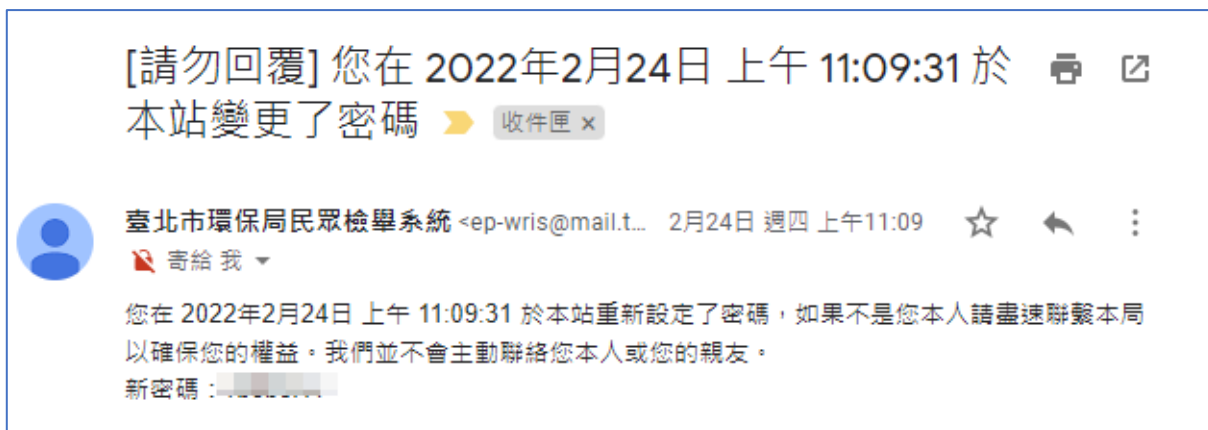 [請勿回覆] 您在 2022年2月24日 上午 11:09:31 於
本站變更了密碼 收件匣 ×
臺北市環保局民眾檢舉系統 <ep-wris@mail.t... 2月24日 週四 上午11:09
寄給 我
您在 2022年2月24日 上午 11:09:31 於本站重新設定了密碼，如果不是您本人請盡速聯繫本局
以確保您的權益。我們並不會主動聯絡您本人或您的親友。
新密碼：